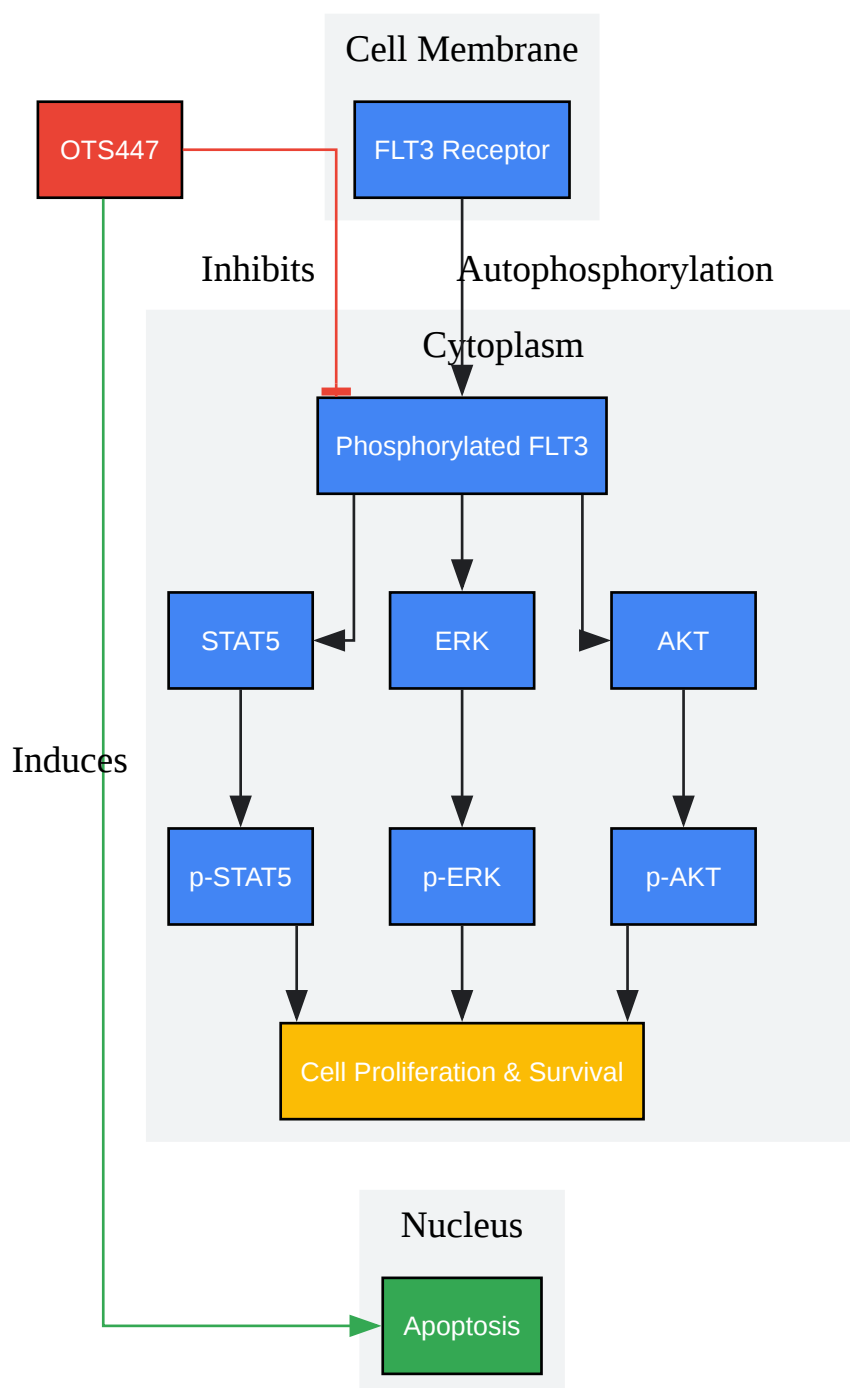 Cell Membrane
OTS447
FLT3 Receptor
Inhibits
Autophosphorylation
Cytoplasm
Phosphorylated FLT3
STAT5
ERK
AKT
Induces
p-STAT5
p-ERK
p-AKT
Cell Proliferation & Survival
Nucleus
Apoptosis